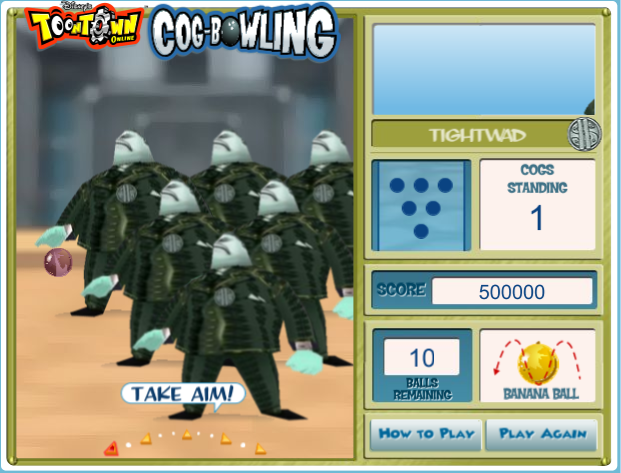 Disney's
TOONTOWN
ONLINE
COG-BOWLING
TIGHTWAD
COGS
STANDING
1
SCORE
500000
10
BALLS
REMAINING
BANANA BALL
TAKE AIM!
HOW TO PLAY
PLAY AGAIN